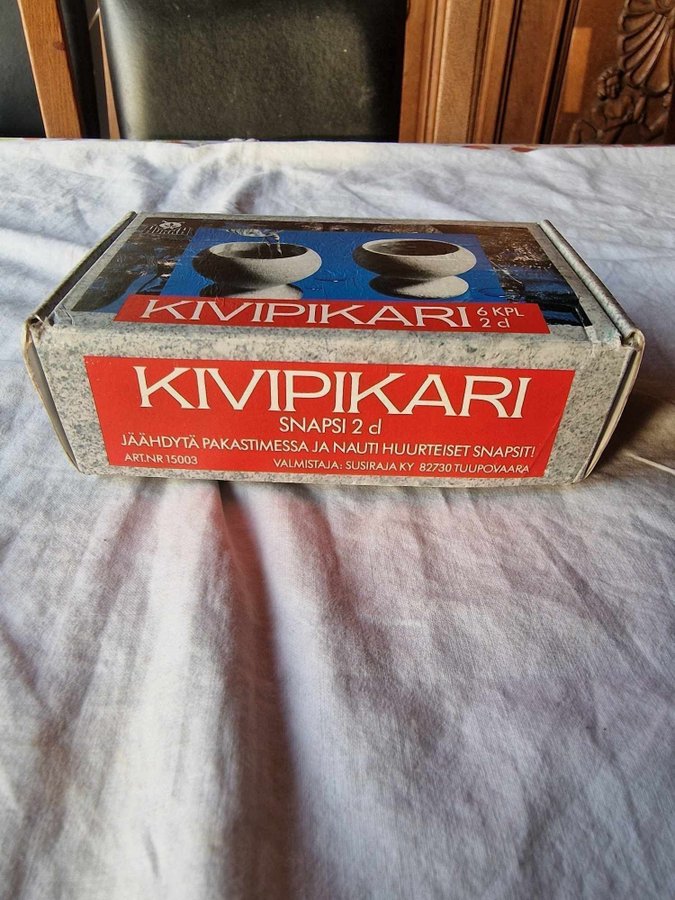 KIVIPIKARI
6 KPL
2 cl
KIVIPIKARI
SNAPSI 2 cl
JÄÄHDYTÄ PAKASTIMESSA JA NAUTI HUURTEISET SNAPSIT!
ART.NR 15003
VALMISTAJA: SUSIRAJA KY 82730 TUUPOVAARA